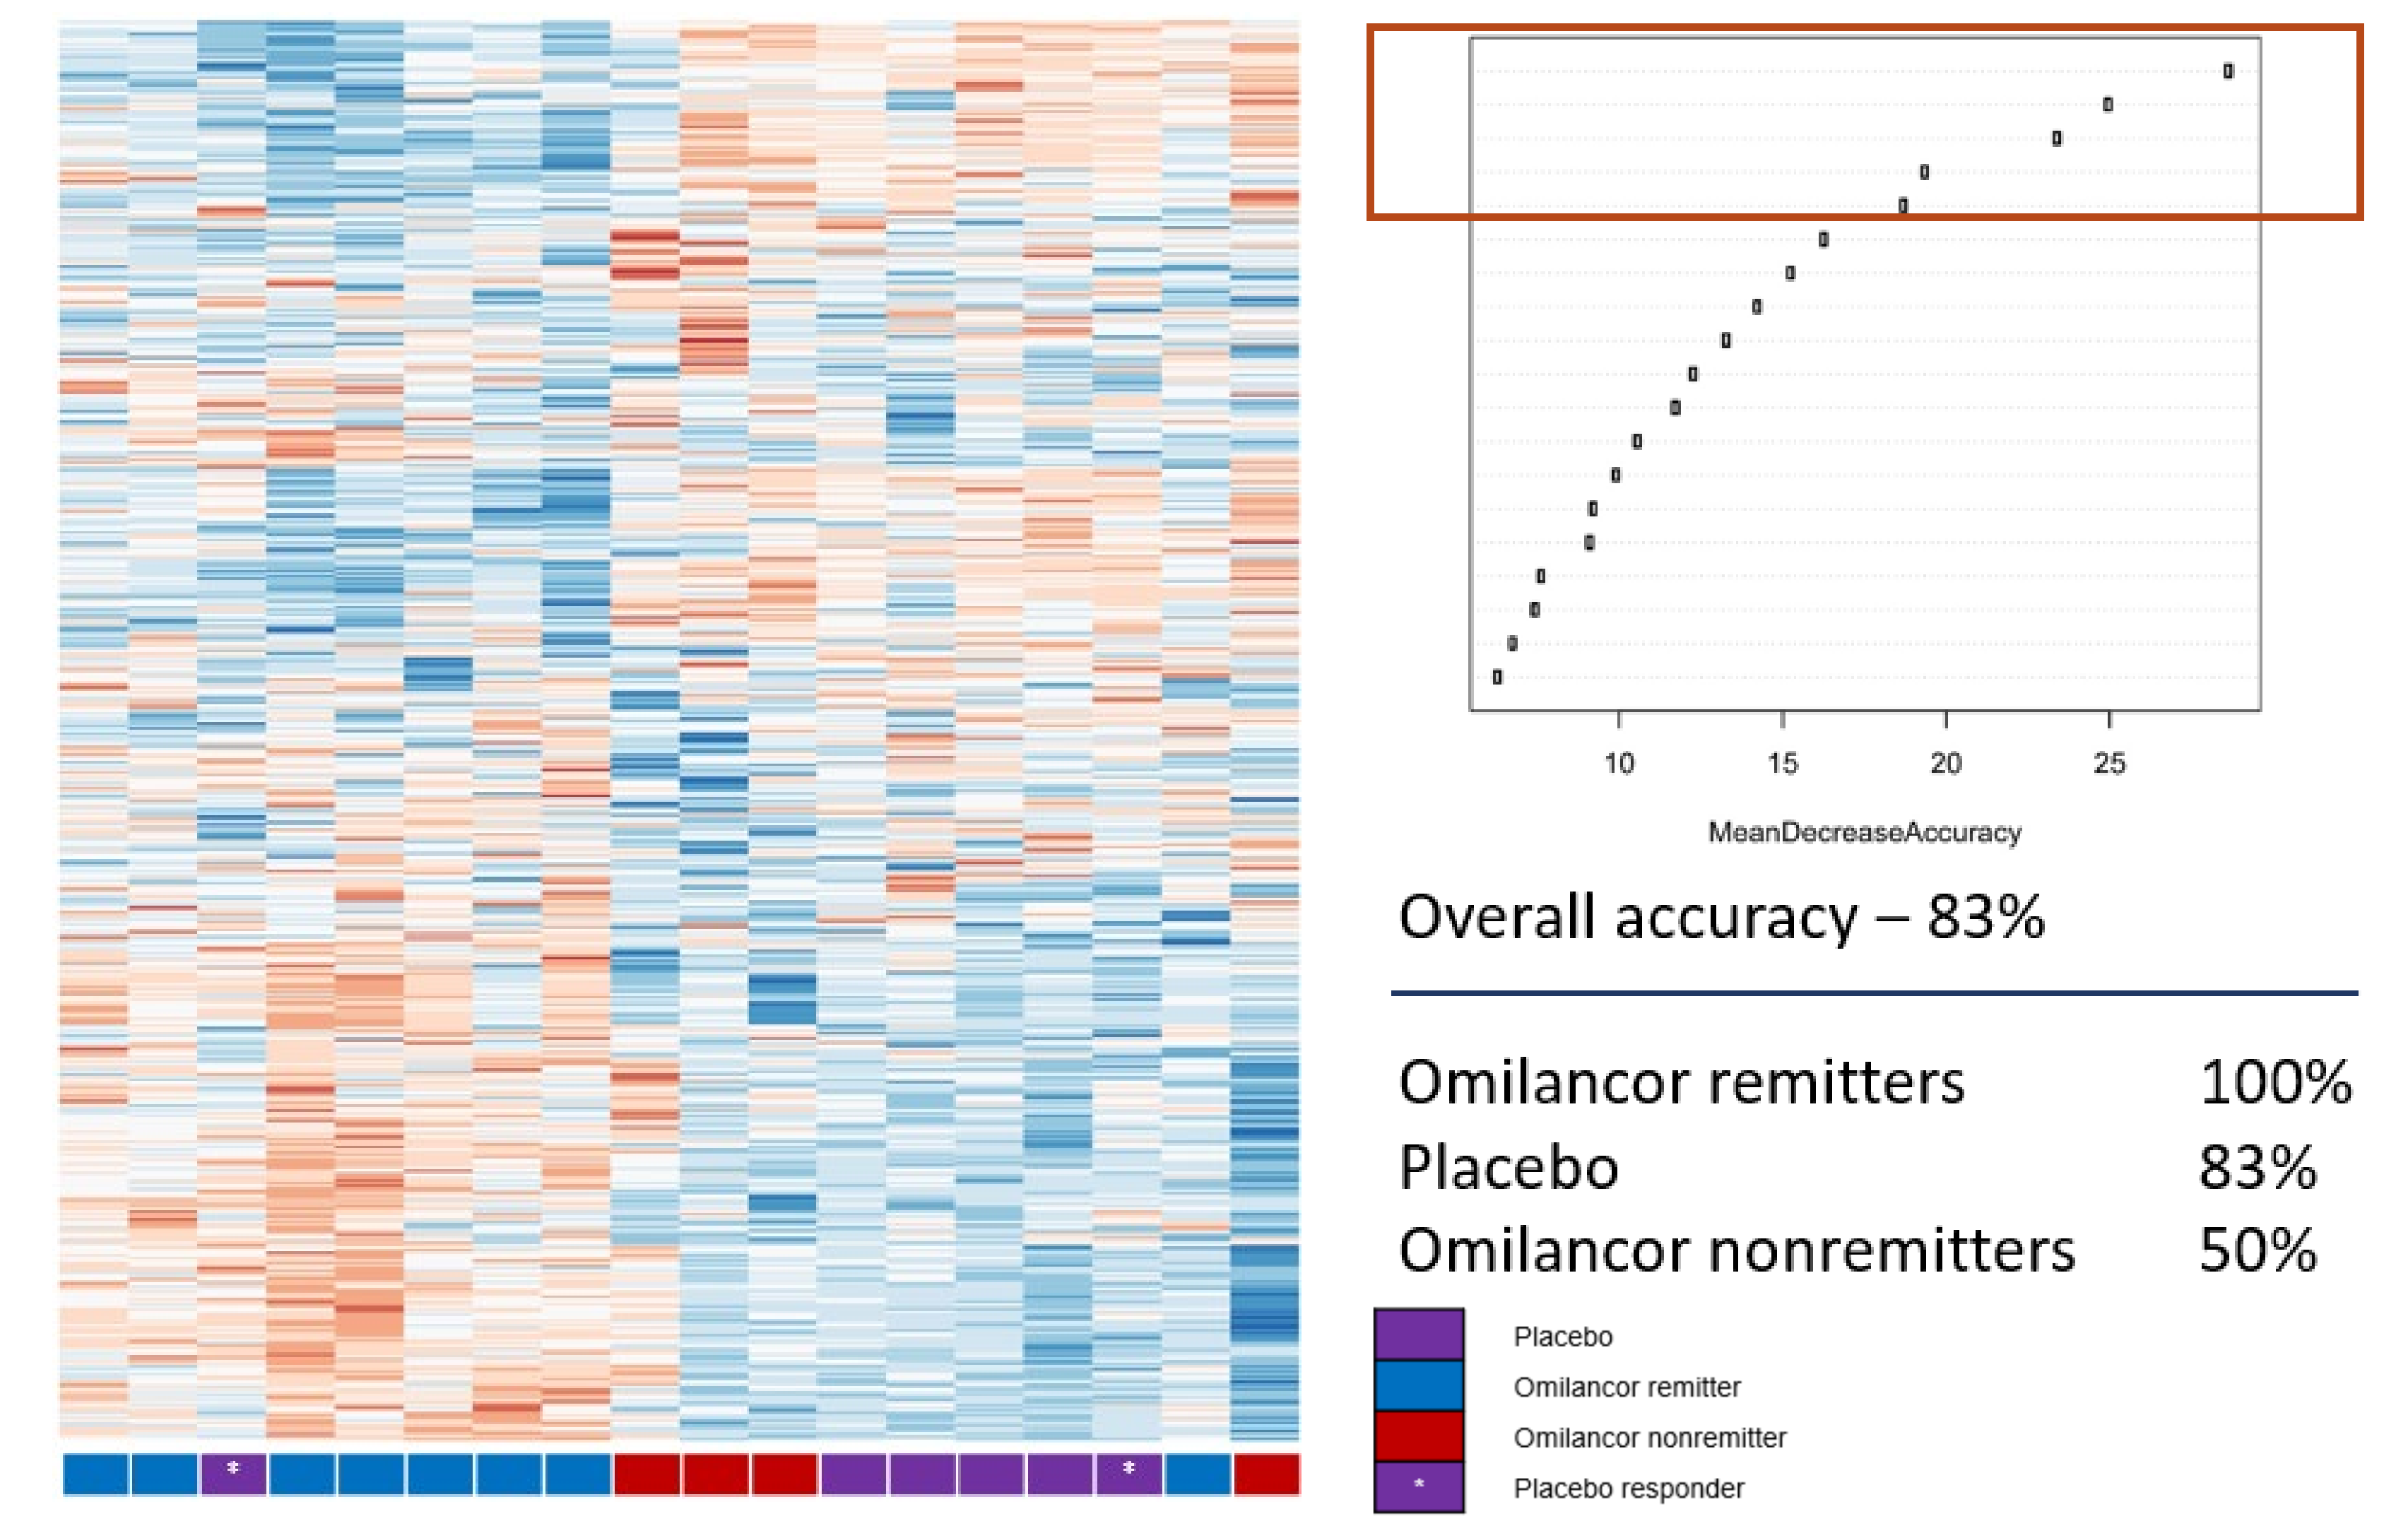 10 15 20 25
MeanDecreaseAccuracy
Overall accuracy – 83%
Omilancor remitters 100%
Placebo 83%
Omilancor nonremitters 50%
Placebo
Omilancor remitter
Omilancor nonremitter
* Placebo responder
* *